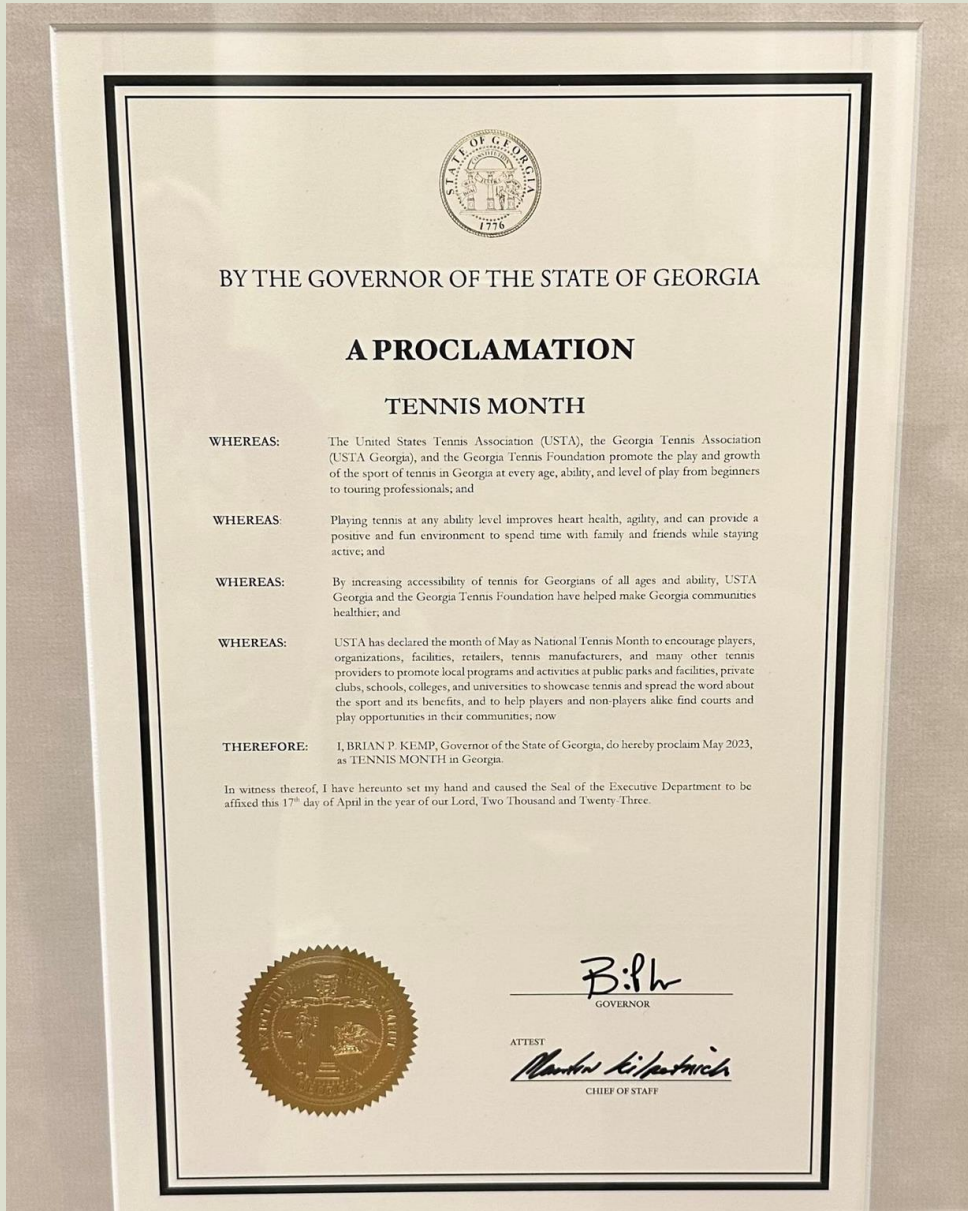 STATE OF GEORGIA
CONSTITUTION
1776
BY THE GOVERNOR OF THE STATE OF GEORGIA
A PROCLAMATION
TENNIS MONTH
WHEREAS: The United States Tennis Association (USTA), the Georgia Tennis Association
(USTA Georgia), and the Georgia Tennis Foundation promote the play and growth
of the sport of tennis in Georgia at every age, ability, and level of play from beginners
to touring professionals; and
WHEREAS: Playing tennis at any ability level improves heart health, agility, and can provide a
positive and fun environment to spend time with family and friends while staying
active; and
WHEREAS: By increasing accessibility of tennis for Georgians of all ages and ability, USTA
Georgia and the Georgia Tennis Foundation have helped make Georgia communities
healthier; and
WHEREAS: USTA has declared the month of May as National Tennis Month to encourage players,
organizations, facilities, retailers, tennis manufacturers, and many other tennis
providers to promote local programs and activities at public parks and facilities, private
clubs, schools, colleges, and universities to showcase tennis and spread the word about
the sport and its benefits, and to help players and non-players alike find courts and
play opportunities in their communities; now
THEREFORE: I, BRIAN P. KEMP, Governor of the State of Georgia, do hereby proclaim May 2023,
as TENNIS MONTH in Georgia.
In witness thereof, I have hereunto set my hand and caused the Seal of the Executive Department to be
affixed this 17th day of April in the year of our Lord, Two Thousand and Twenty-Three.
GOVERNOR
ATTEST
CHIEF OF STAFF